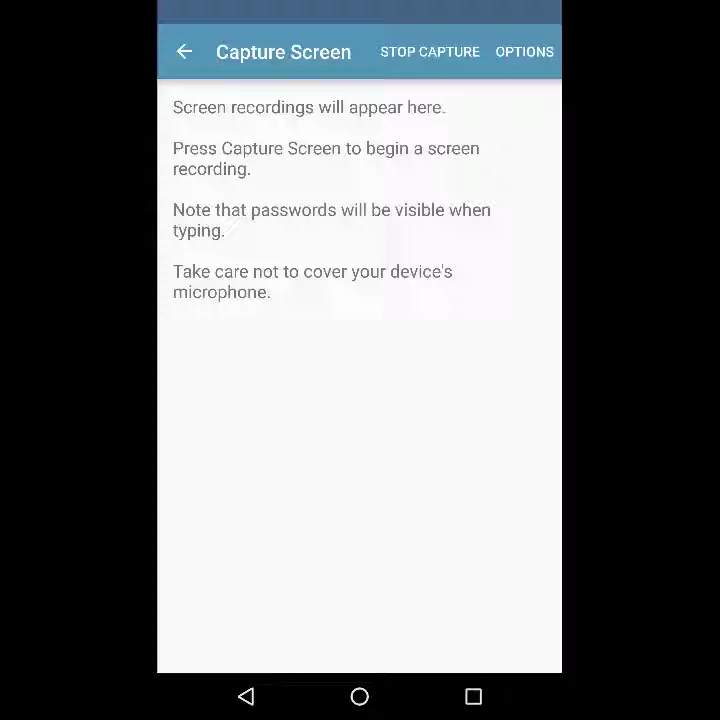 Capture Screen STOP CAPTURE OPTIONS
Screen recordings will appear here.
Press Capture Screen to begin a screen
recording.
Note that passwords will be visible when
typing.
Take care not to cover your device's
microphone.